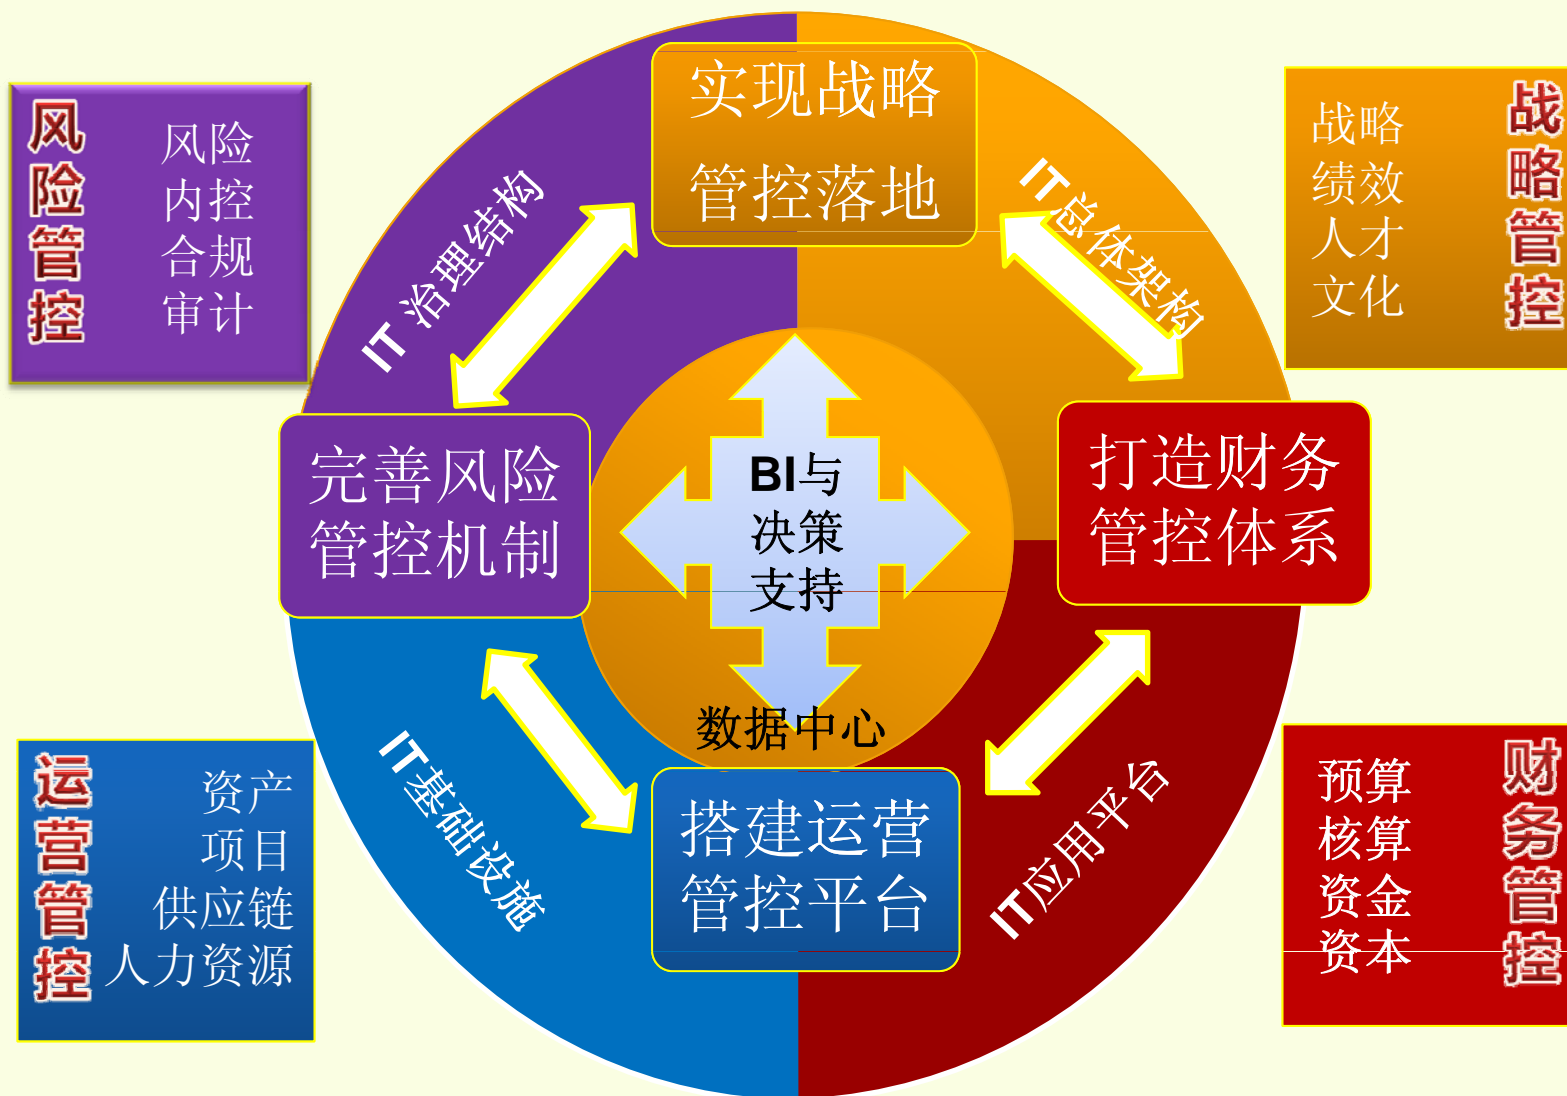 实现战略
管控落地
风险管控
风险
内控
合规
审计
战略
绩效
人才
文化
战略管控
IT 治理结构
IT总体架构
完善风险
管控机制
BI与
决策
支持
打造财务
管控体系
数据中心
运营管控
资产
项目
供应链
人力资源
IT基础设施
搭建运营
管控平台
IT应用平台
预算
核算
资金
资本
财务管控